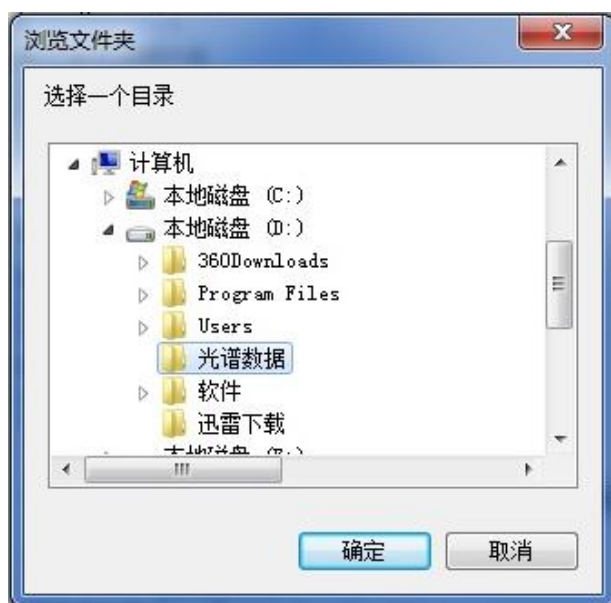 浏览文件夹
选择一个目录
计算机
本地磁盘 (C:)
本地磁盘 (D:)
360Downloads
Program Files
Users
光谱数据
软件
迅雷下载
确定 取消